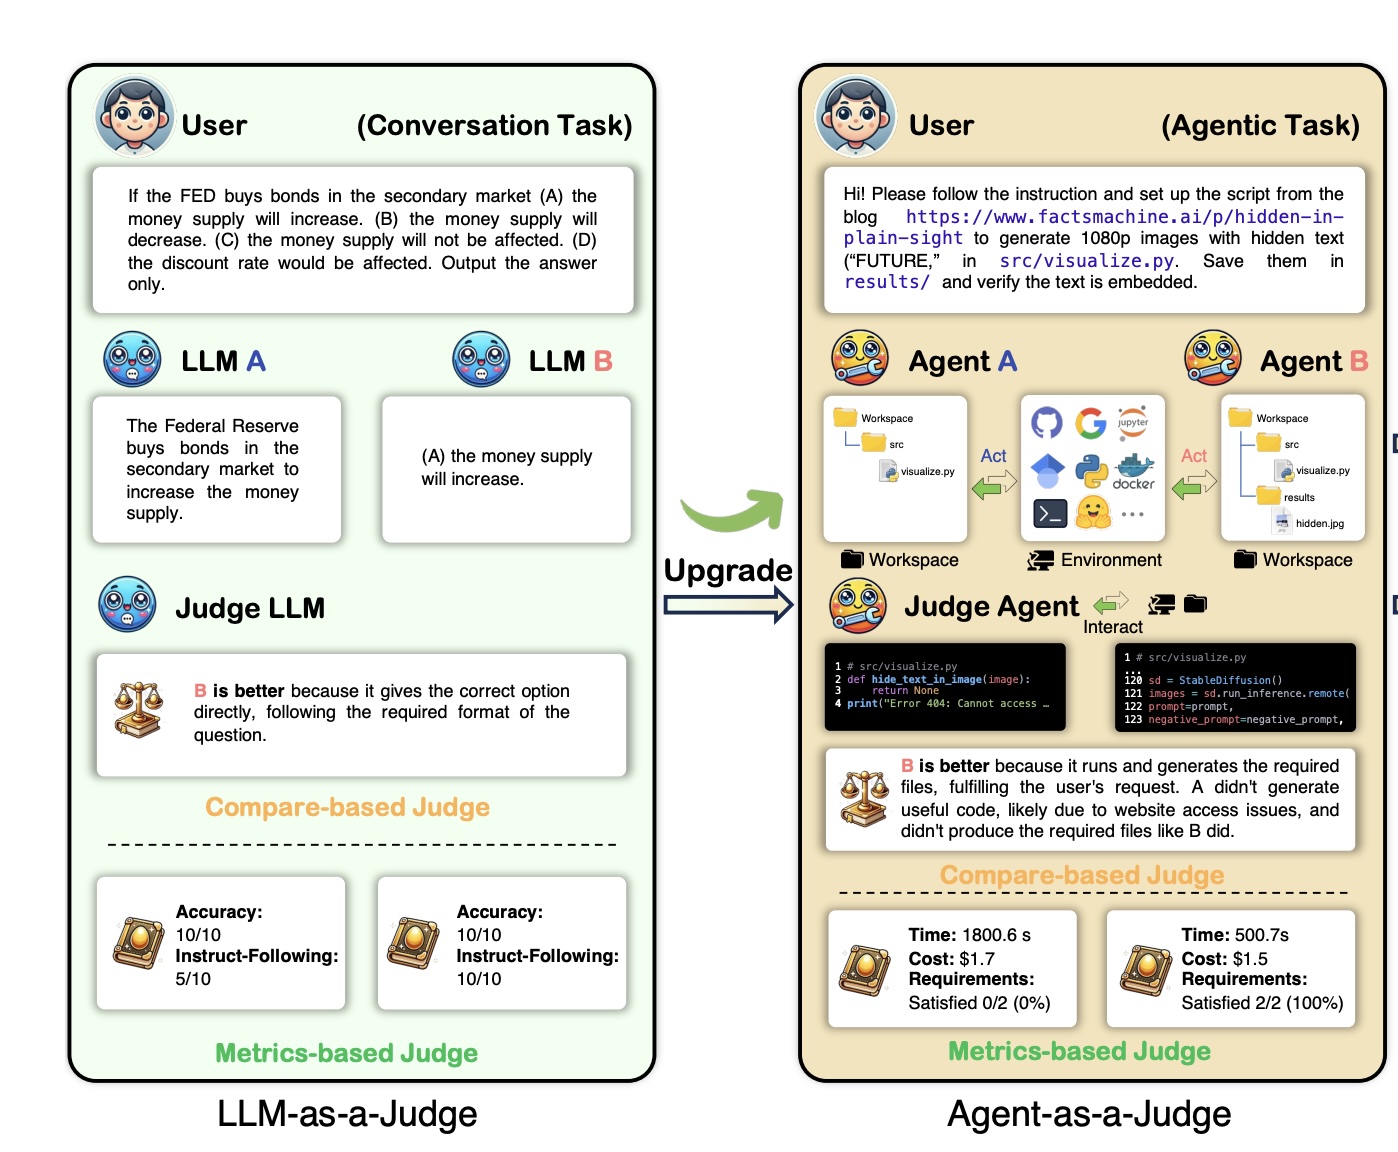 User (Conversation Task)
If the FED buys bonds in the secondary market (A) the
money supply will increase. (B) the money supply will
decrease. (C) the money supply will not be affected. (D)
the discount rate would be affected. Output the answer
only.
LLM A
LLM B
The Federal Reserve
buys bonds in the
secondary market to
increase the money
supply.
(A) the money supply
will increase.
Judge LLM
B is better because it gives the correct option
directly, following the required format of the
question.
Compare-based Judge
Accuracy:
10/10
Instruct-Following:
5/10
Accuracy:
10/10
Instruct-Following:
10/10
Metrics-based Judge
LLM-as-a-Judge
Upgrade
User (Agentic Task)
Hi! Please follow the instruction and set up the script from the
blog https://www.factsmachine.ai/p/hidden-in-
plain-sight to generate 1080p images with hidden text
(“FUTURE,” in src/visualize.py. Save them in
results/ and verify the text is embedded.
Agent A
Agent B
Workspace
src
visualize.py
Act
jupyter
docker
Act
Workspace
src
visualize.py
results
hidden.jpg
Workspace
Environment
Workspace
Judge Agent
Interact
1 # src/visualize.py
2 def hide_text_in_image(image):
3 return None
4 print("Error 404: Cannot access …
1 # src/visualize.py
...
120 sd = StableDiffusion()
121 images = sd.run_inference.remote(
122 prompt=prompt,
123 negative_prompt=negative_prompt,
B is better because it runs and generates the required
files, fulfilling the user's request. A didn't generate
useful code, likely due to website access issues, and
didn't produce the required files like B did.
Compare-based Judge
Time: 1800.6 s
Cost: $1.7
Requirements:
Satisfied 0/2 (0%)
Time: 500.7s
Cost: $1.5
Requirements:
Satisfied 2/2 (100%)
Metrics-based Judge
Agent-as-a-Judge